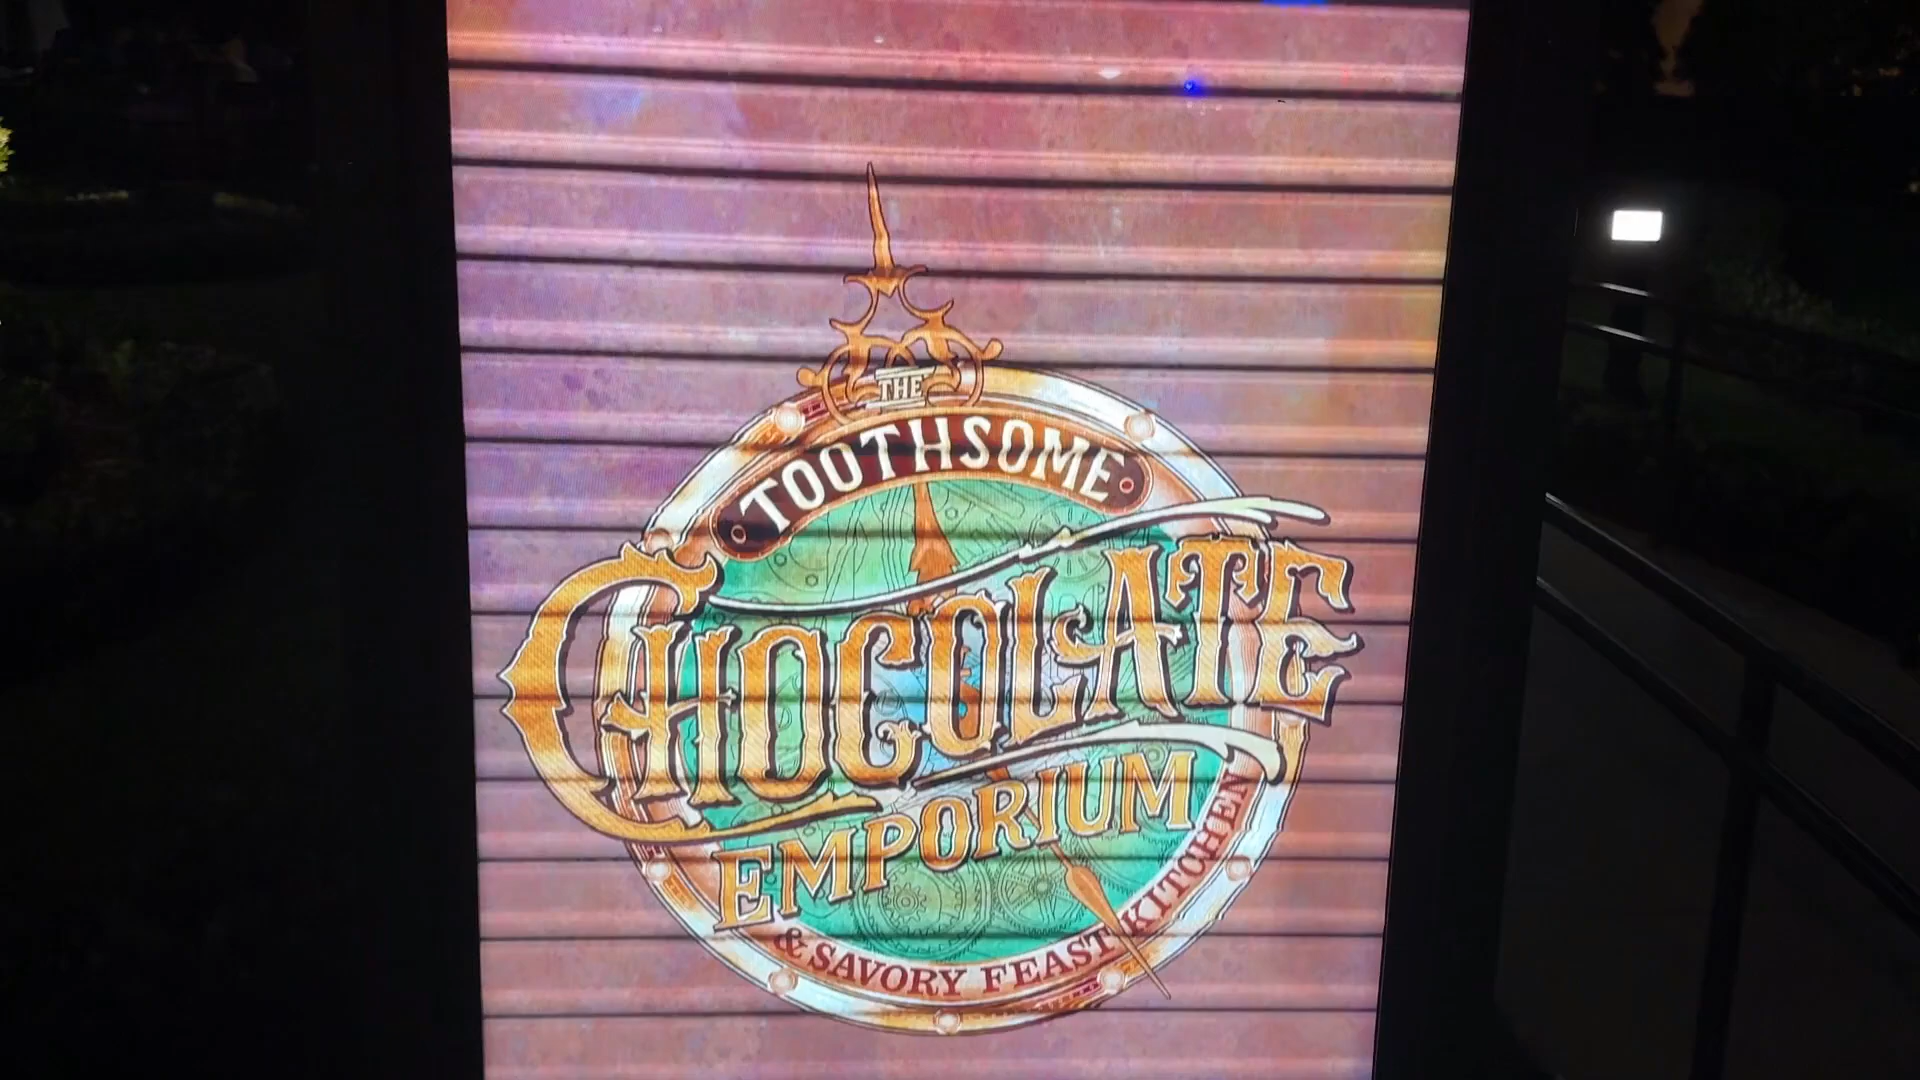 THE
TOOTHSOME
CHOCOLATE
EMPORIUM
& SAVORY FEAST KITCHEN